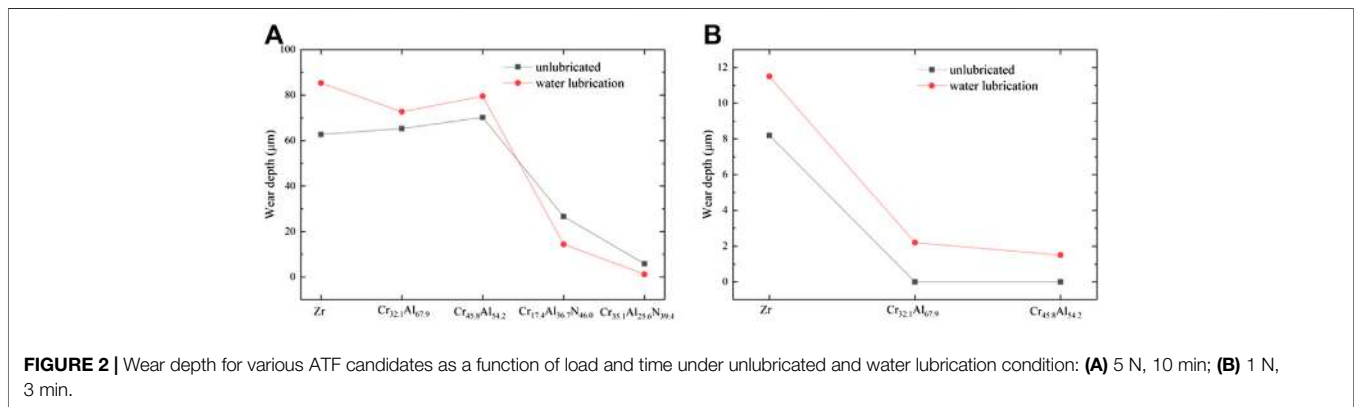 A
100
80
60
40
20
0
Wear depth (μm)
unlubricated
water lubrication
Zr
Cr32.1Al67.9
Cr45.8Al54.2
Cr17.4Al36.7N46.0
Cr35.1Al25.6N39.4
B
12
10
8
6
4
2
0
Wear depth (μm)
unlubricated
water lubrication
Zr
Cr32.1Al67.9
Cr45.8Al54.2
FIGURE 2 | Wear depth for various ATF candidates as a function of load and time under unlubricated and water lubrication condition: (A) 5 N, 10 min; (B) 1 N,
3 min.